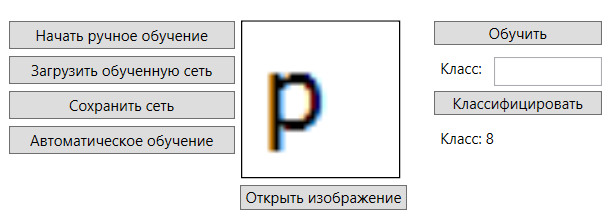 Начать ручное обучение
Загрузить обученную сеть
Сохранить сеть
Автоматическое обучение
p
Открыть изображение
Обучить
Класс:
Классифицировать
Класс: 8